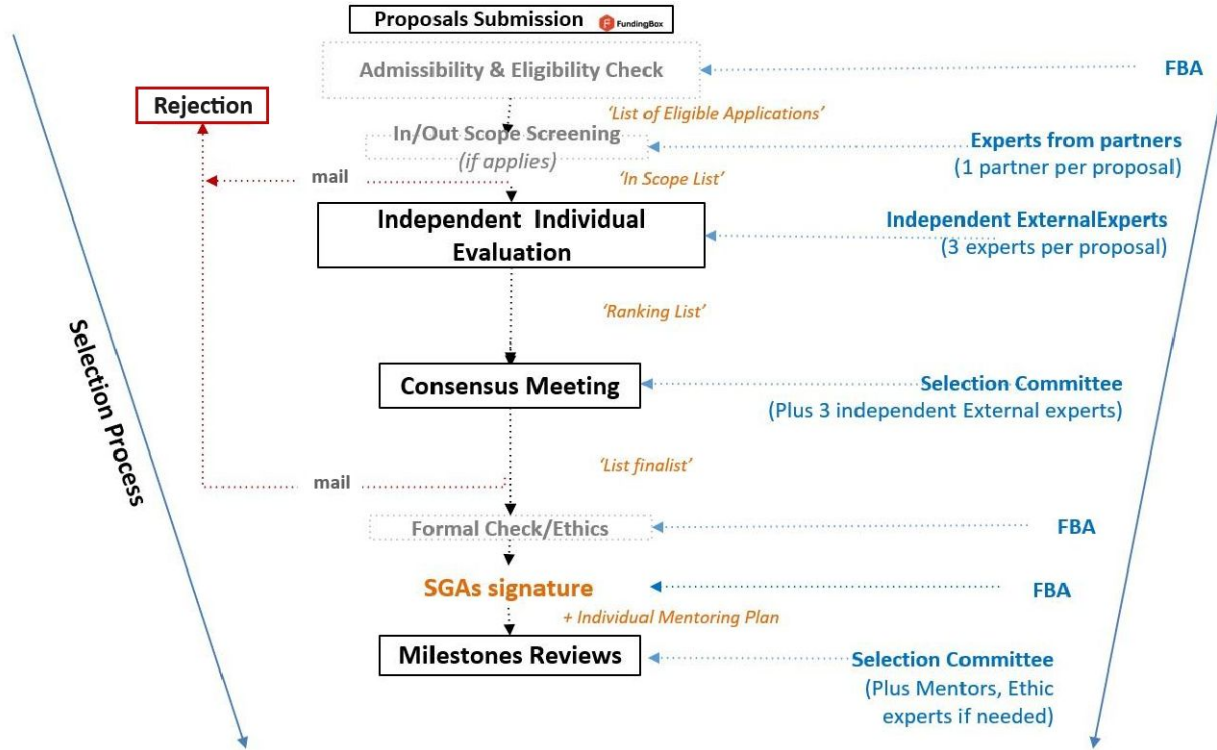 Proposals Submission
FundingBox
Admissibility & Eligibility Check
FBA
Rejection
‘List of Eligible Applications’
In/Out Scope Screening
(if applies)
Experts from partners
(1 partner per proposal)
mail
‘In Scope List’
Independent Individual
Evaluation
Independent ExternalExperts
(3 experts per proposal)
‘Ranking List’
Selection Process
Consensus Meeting
Selection Committee
(Plus 3 independent External experts)
‘List finalist’
mail
Formal Check/Ethics
FBA
SGAs signature
FBA
+ Individual Mentoring Plan
Milestones Reviews
Selection Committee
(Plus Mentors, Ethic
experts if needed)